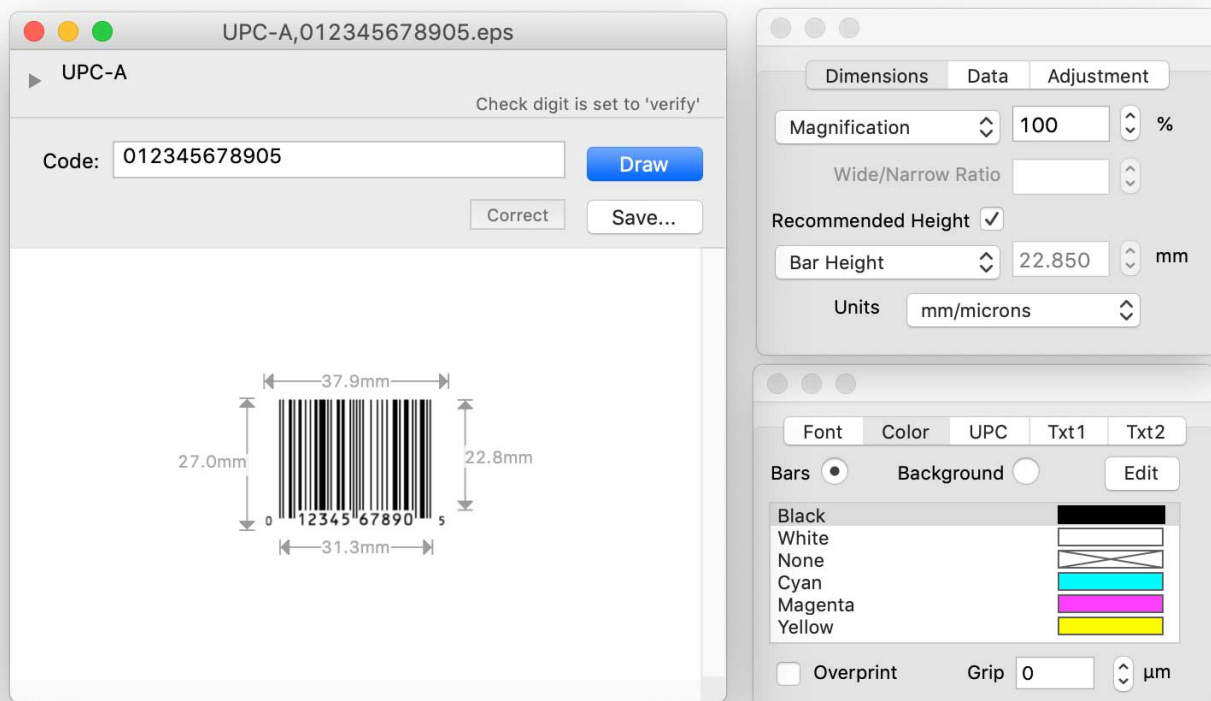 UPC-A,012345678905.eps
UPC-A
Check digit is set to 'verify'
Code: 012345678905 Draw
Correct Save...
37.9mm
27.0mm
22.8mm
0 12345 67890 5
31.3mm
Dimensions Data Adjustment
Magnification 100 %
Wide/Narrow Ratio
Recommended Height
Bar Height 22.850 mm
Units mm/microns
Font Color UPC Txt1 Txt2
Bars Background Edit
Black
White
None
Cyan
Magenta
Yellow
Overprint Grip 0 µm